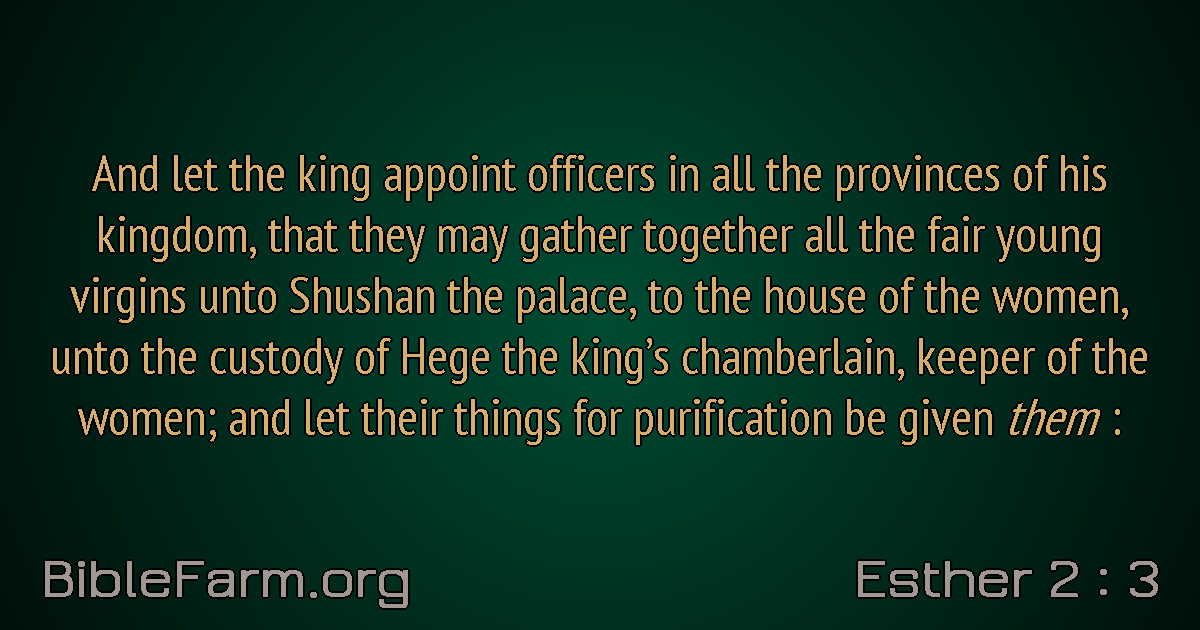 And let the king appoint officers in all the provinces of his
kingdom, that they may gather together all the fair young
virgins unto Shushan the palace, to the house of the women,
unto the custody of Hege the king’s chamberlain, keeper of the
women; and let their things for purification be given them :
BibleFarm.org
Esther 2 : 3